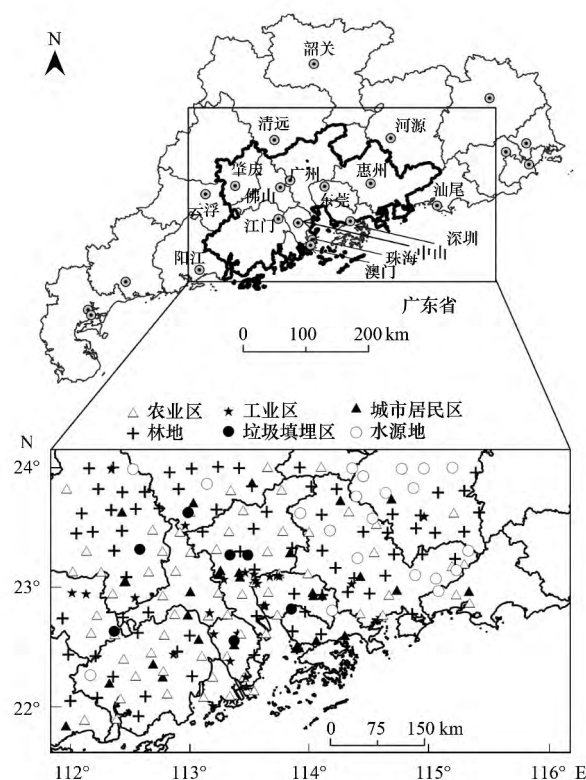 N
韶关
清远
河源
肇庆
广州
惠州
佛山
东莞
汕尾
云浮
江门
深圳
中山
阳江
珠海
澳门
广东省
0 100 200 km
农业区 工业区 城市居民区
林地 垃圾填埋区 水源地
N
24°
23°
22°
0 75 150 km
112° 113° 114° 115° 116° E